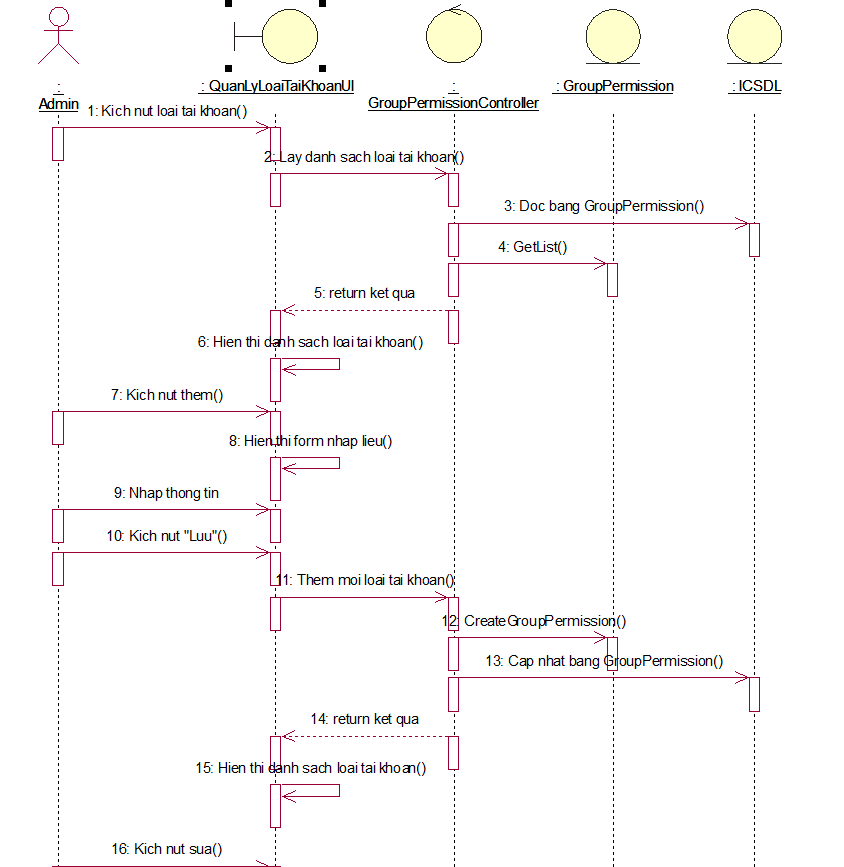 :
Admin
: QuanLyLoaiTaiKhoanUI
:
GroupPermissionController
: GroupPermission
: ICSDL
1: Kich nut loai tai khoan()
2: Lay danh sach loai tai khoan()
3: Doc bang GroupPermission()
4: GetList()
5: return ket qua
6: Hien thi danh sach loai tai khoan()
7: Kich nut them()
8: Hien thi form nhap lieu()
9: Nhap thong tin
10: Kich nut "Luu"()
11: Them moi loai tai khoan()
12: CreateGroupPermission()
13: Cap nhat bang GroupPermission()
14: return ket qua
15: Hien thi danh sach loai tai khoan()
16: Kich nut sua()